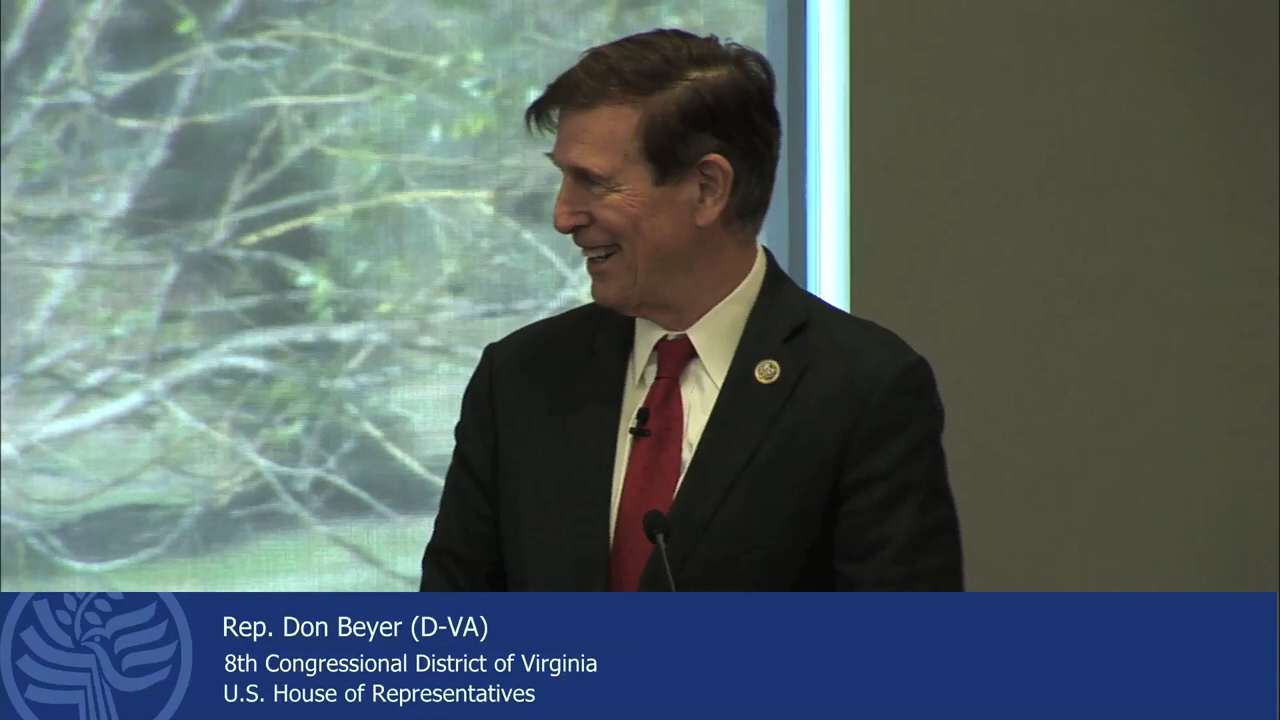 Rep. Don Beyer (D-VA)
8th Congressional District of Virginia
U.S. House of Representatives